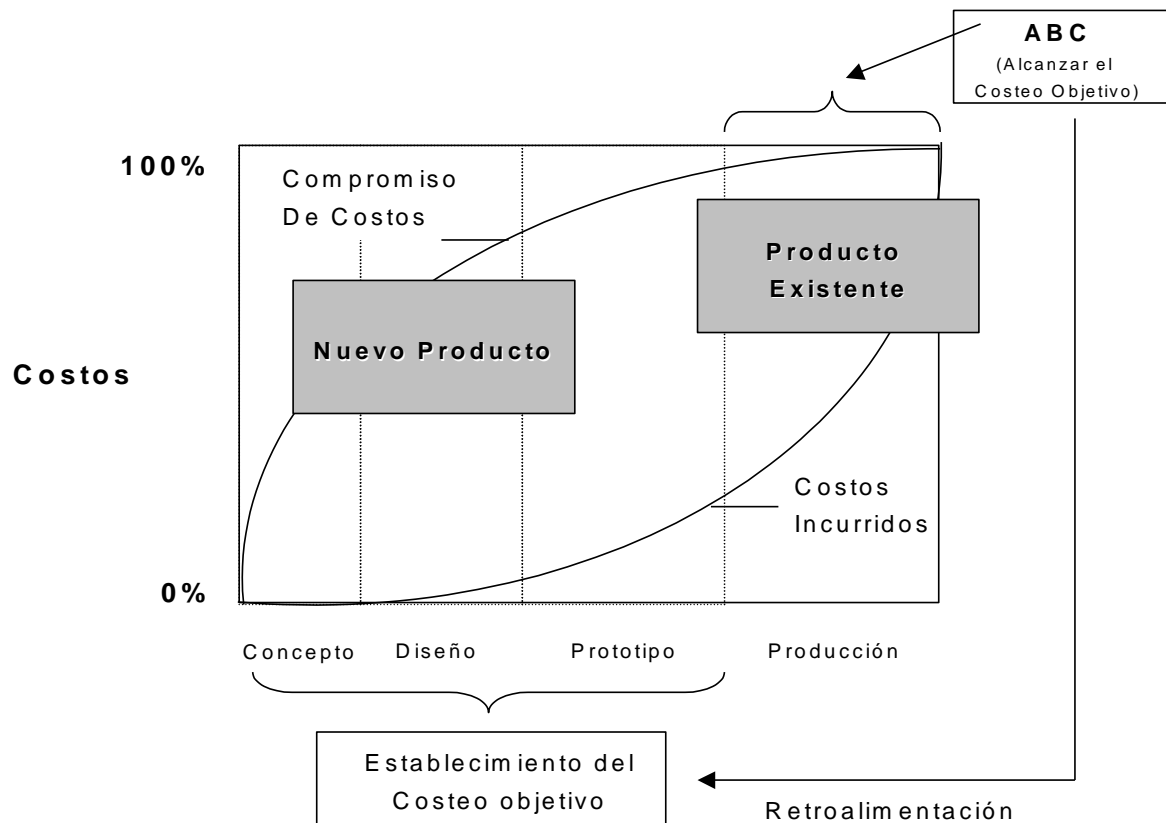 ABC
(Alcanzar el
Costeo Objetivo)
100%
Compromiso
De Costos
Producto
Existente
Nuevo Producto
Costos
Costos
Incurridos
0%
Concepto
Diseño
Prototipo
Producción
Establecimiento del
Costeo objetivo
Retroalimentación